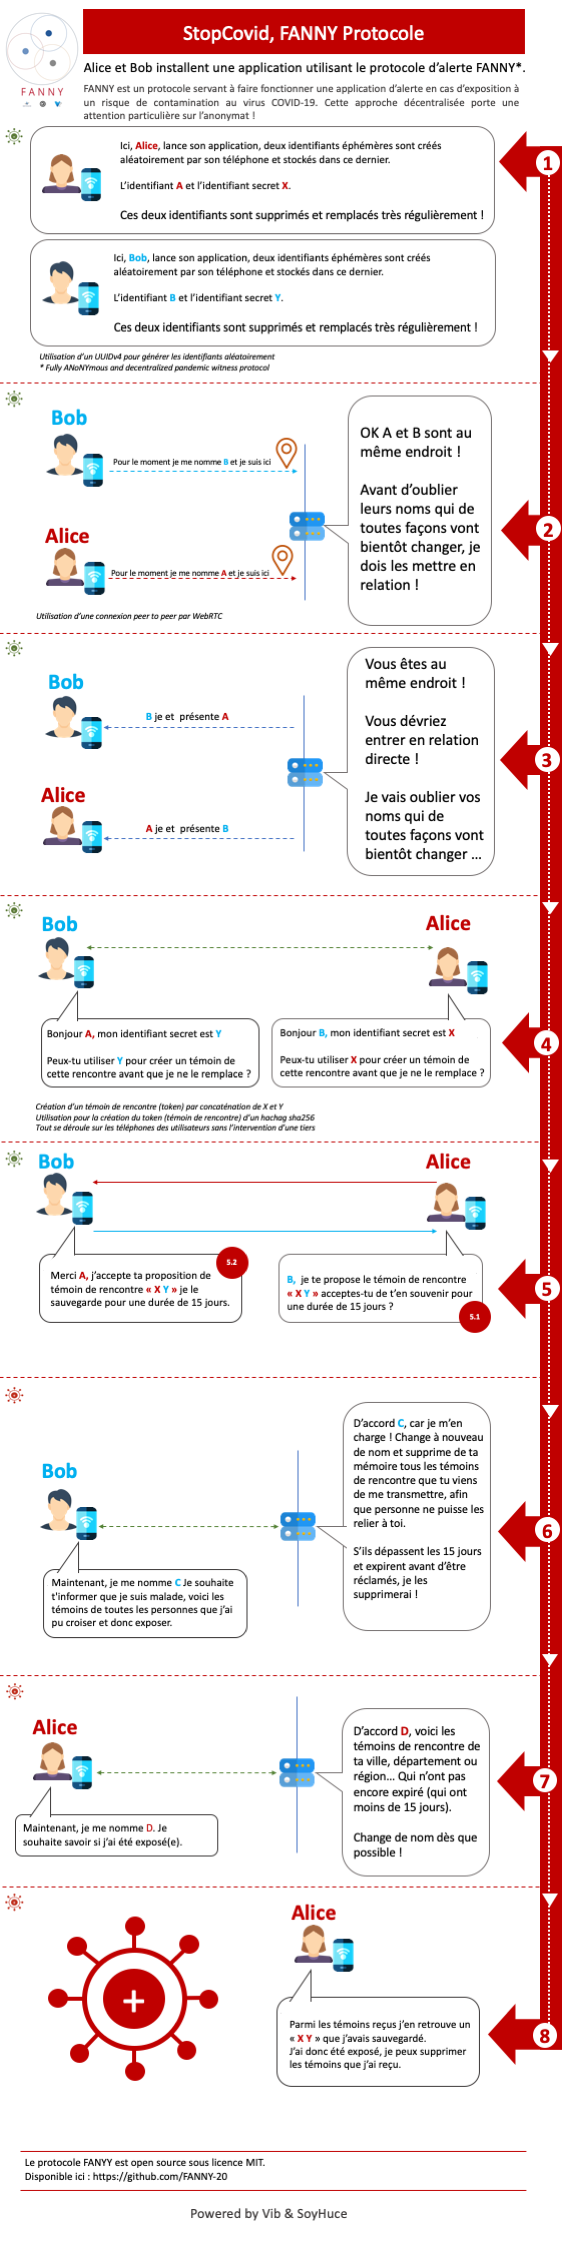 StopCovid, FANNY Protocole
FANNY
Alice et Bob installent une application utilisant le protocole d'alerte FANNY*.
FANNY est un protocole servant à faire fonctionner une application d'alerte en cas d'exposition à
un risque de contamination au virus COVID-19. Cette approche décentralisée porte une
attention particulière sur l'anonymat !
1
Ici, Alice, lance son application, deux identifiants éphémères sont créés
aléatoirement par son téléphone et stockés dans ce dernier.
L'identifiant A et l'identifiant secret X.
Ces deux identifiants sont supprimés et remplacés très régulièrement !
Ici, Bob, lance son application, deux identifiants éphémères sont créés
aléatoirement par son téléphone et stockés dans ce dernier.
L'identifiant B et l'identifiant secret Y.
Ces deux identifiants sont supprimés et remplacés très régulièrement !
Utilisation d'un UUIDv4 pour générer les identifiants aléatoirement
* Fully ANoNYmous and decentralized pandemic witness protocol
2
Bob
Pour le moment je me nomme B et je suis ici
Alice
Pour le moment je me nomme A et je suis ici
OK A et B sont au
même endroit !
Avant d'oublier
leurs noms qui de
toutes façons vont
bientôt changer, je
dois les mettre en
relation !
Utilisation d'une connexion peer to peer par WebRTC
3
Bob
B je et présente A
Alice
A je et présente B
Vous êtes au
même endroit !
Vous dévriez
entrer en relation
directe !
Je vais oublier vos
noms qui de
toutes façons vont
bientôt changer ...
4
Bob
Alice
Bonjour A, mon identifiant secret est Y
Peux-tu utiliser Y pour créer un témoin de
cette rencontre avant que je ne le remplace ?
Bonjour B, mon identifiant secret est X
Peux-tu utiliser X pour créer un témoin de
cette rencontre avant que je ne le remplace ?
Création d'un témoin de rencontre (token) par concaténation de X et Y
Utilisation pour la création du token (témoin de rencontre) d'un hachag sha256
Tout se déroule sur les téléphones des utilisateurs sans l'intervention d'une tiers
5
Bob
Alice
5.2
Merci A, j'accepte ta proposition de
témoin de rencontre « X Y » je le
sauvegarde pour une durée de 15 jours.
B, je te propose le témoin de rencontre
« X Y » acceptes-tu de t'en souvenir pour
une durée de 15 jours ?
5.1
6
Bob
Maintenant, je me nomme C Je souhaite
t'informer que je suis malade, voici les
témoins de toutes les personnes que j'ai
pu croiser et donc exposer.
D'accord C, car je m'en
charge ! Change à nouveau
de nom et supprime de ta
mémoire tous les témoins
de rencontre que tu viens
de me transmettre, afin
que personne ne puisse les
relier à toi.
S'ils dépassent les 15 jours
et expirent avant d'être
réclamés, je les
supprimerai !
7
Alice
Maintenant, je me nomme D. Je
souhaite savoir si j'ai été exposé(e).
D'accord D, voici les
témoins de rencontre de
ta ville, département ou
région... Qui n'ont pas
encore expiré (qui ont
moins de 15 jours).
Change de nom dès que
possible !
8
Alice
Parmi les témoins reçus j'en retrouve un
« X Y » que j'avais sauvegardé.
J'ai donc été exposé, je peux supprimer
les témoins que j'ai reçu.
Le protocole FANYY est open source sous licence MIT.
Disponible ici : https://github.com/FANNY-20
Powered by Vib & SoyHuce